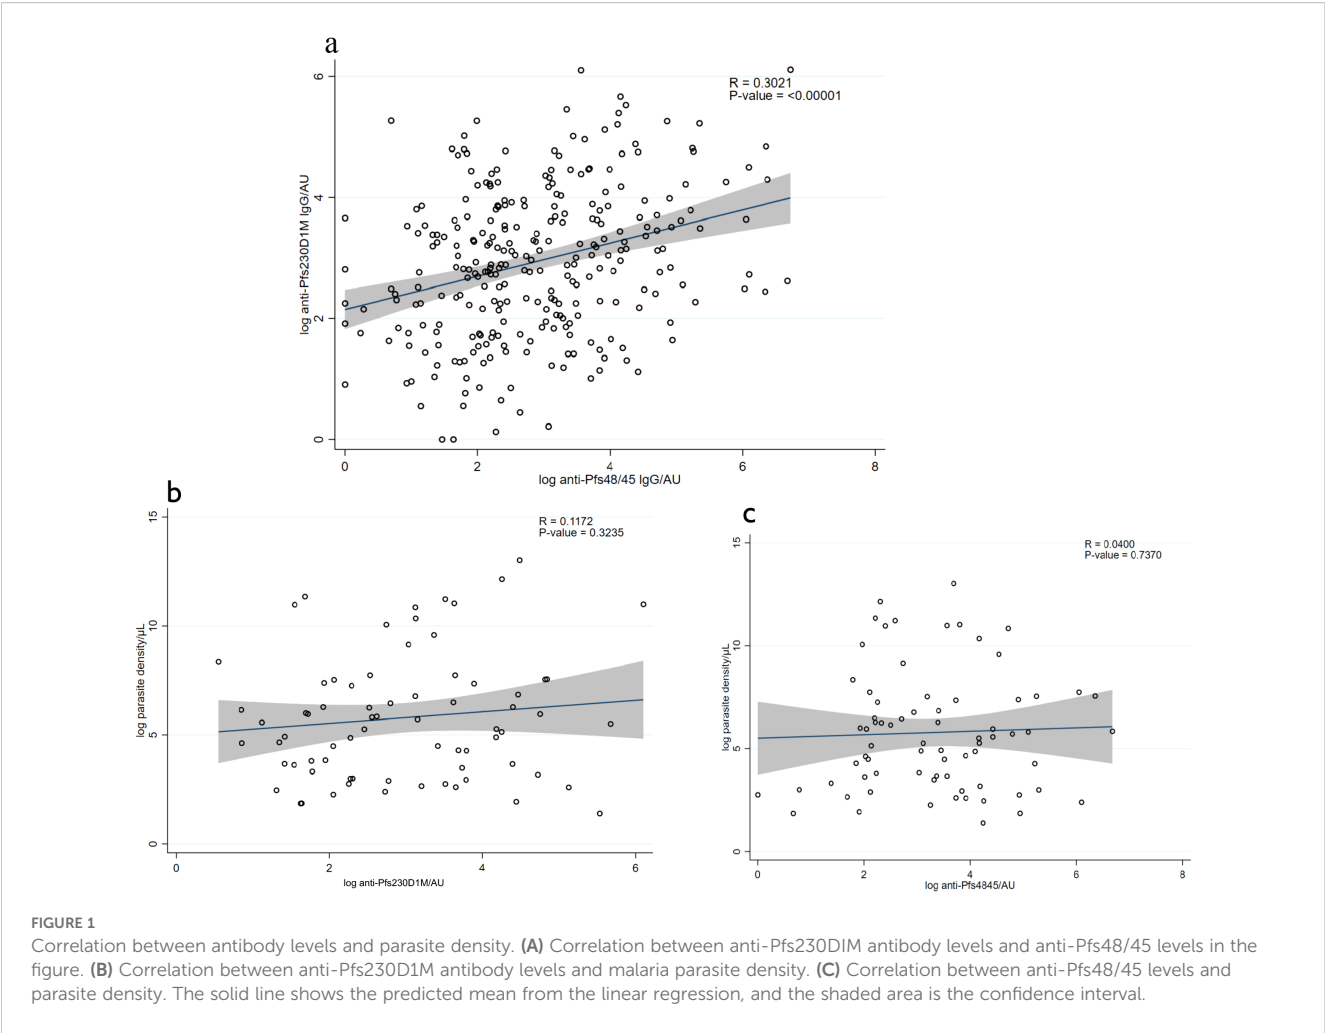 a
R = 0.3021
P-value = <0.00001
log anti-Pfs230D1M IgG/AU
0
2
4
6
0
2
4
6
8
log anti-Pfs48/45 IgG/AU
b
R = 0.1172
P-value = 0.3235
log parasite density/µL
0
5
10
15
0
2
4
6
log anti-Pfs230D1M/AU
c
R = 0.0400
P-value = 0.7370
log parasite density/µL
0
5
10
15
0
2
4
6
8
log anti-Pfs4845/AU
FIGURE 1
Correlation between antibody levels and parasite density. (A) Correlation between anti-Pfs230DIM antibody levels and anti-Pfs48/45 levels in the
figure. (B) Correlation between anti-Pfs230D1M antibody levels and malaria parasite density. (C) Correlation between anti-Pfs48/45 levels and
parasite density. The solid line shows the predicted mean from the linear regression, and the shaded area is the confidence interval.